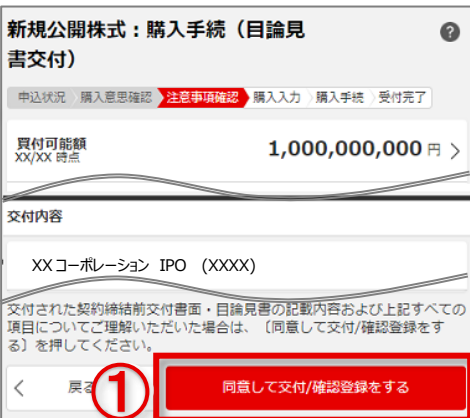 新規公開株式：購入手続（目論見
書交付）
?
申込状況 購入意思確認 注意事項確認 購入入力 購入手続 受付完了
買付可能額
XX/XX 時点
1,000,000,000 円
交付内容
XXコーポレーション IPO (XXXX)
交付された契約締結前交付書面・目論見書の記載内容および上記すべての
項目についてご理解いただいた場合は、〔同意して交付/確認登録をす
る〕を押してください。
戻る
①
同意して交付/確認登録をする